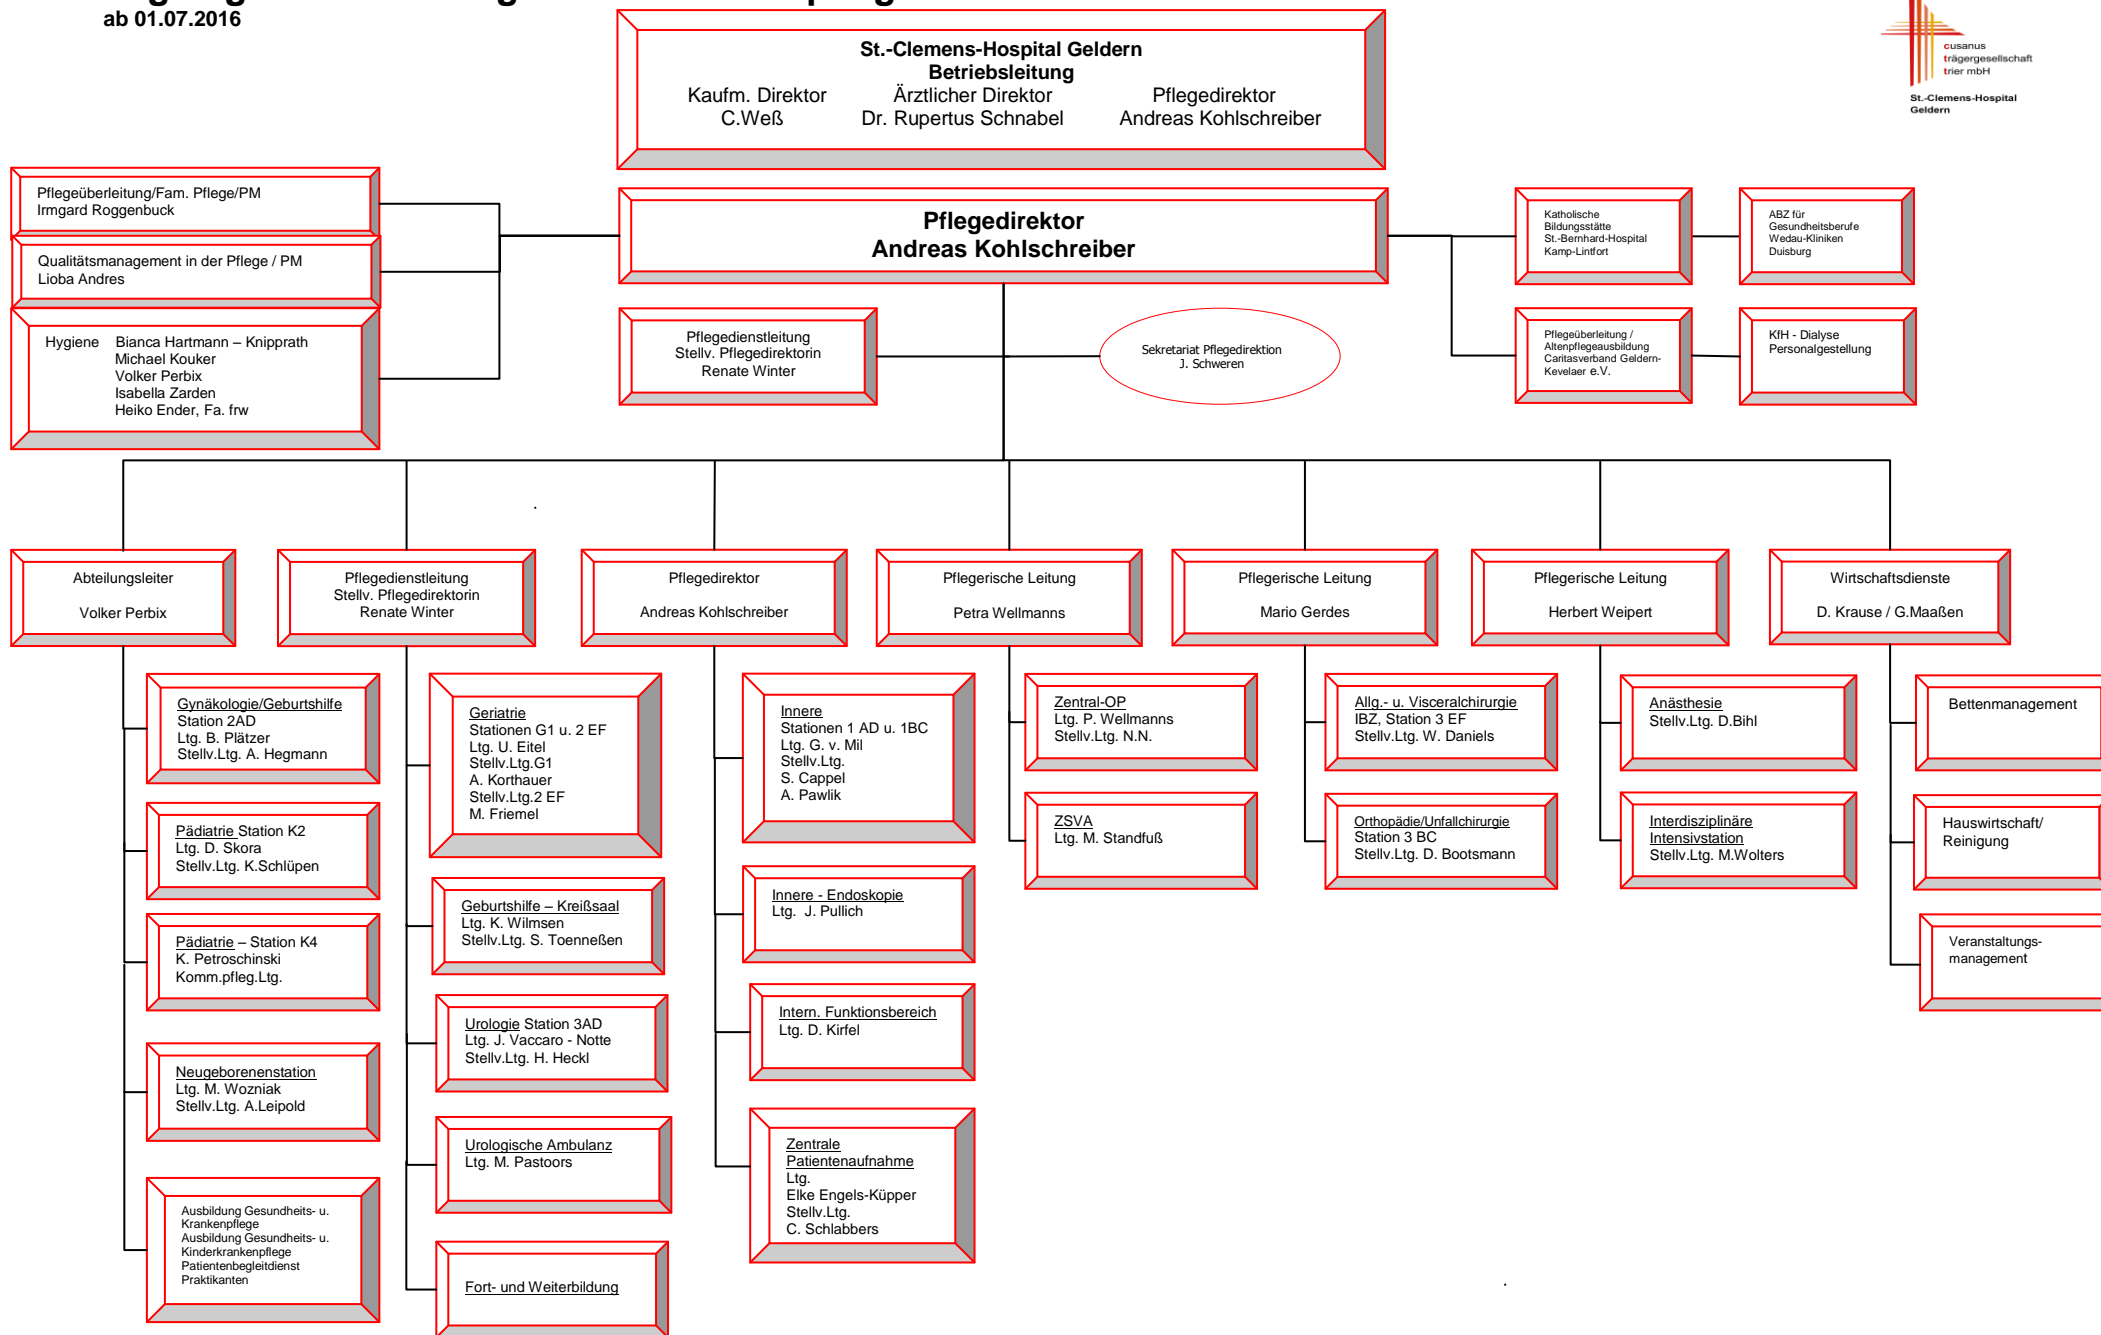 ab 01.07.2016
St.-Clemens-Hospital Geldern
Betriebsleitung
Kaufm. Direktor Ärztlicher Direktor Pflegedirektor
C.Weß Dr. Rupertus Schnabel Andreas Kohlschreiber
cusanus
trägergesellschaft
trier mbH
St.-Clemens-Hospital
Geldern
Pflegeüberleitung/Fam. Pflege/PM
Irmgard Roggenbuck
Qualitätsmanagement in der Pflege / PM
Lioba Andres
Hygiene Bianca Hartmann – Knipprath
Michael Kouker
Volker Perbix
Isabella Zarden
Heiko Ender, Fa. frw
Pflegedirektor
Andreas Kohlschreiber
Pflegedienstleitung
Stellv. Pflegedirektorin
Renate Winter
Sekretariat Pflegedirektion
J. Schweren
Katholische
Bildungsstätte
St.-Bernhard-Hospital
Kamp-Lintfort
ABZ für
Gesundheitsberufe
Wedau-Kliniken
Duisburg
Pflegeüberleitung /
Altenpflegeausbildung
Caritasverband Geldern-
Kevelaer e.V.
KfH - Dialyse
Personalgestellung
Abteilungsleiter
Volker Perbix
Pflegedienstleitung
Stellv. Pflegedirektorin
Renate Winter
Pflegedirektor
Andreas Kohlschreiber
Pflegerische Leitung
Petra Wellmanns
Pflegerische Leitung
Mario Gerdes
Pflegerische Leitung
Herbert Weipert
Wirtschaftsdienste
D. Krause / G.Maaßen
Gynäkologie/Geburtshilfe
Station 2AD
Ltg. B. Plätzer
Stellv.Ltg. A. Hegmann
Pädiatrie Station K2
Ltg. D. Skora
Stellv.Ltg. K.Schlüpen
Pädiatrie – Station K4
K. Petroschinski
Komm.pfleg.Ltg.
Neugeborenenstation
Ltg. M. Wozniak
Stellv.Ltg. A.Leipold
Ausbildung Gesundheits- u.
Krankenpflege
Ausbildung Gesundheits- u.
Kinderkrankenpflege
Patientenbegleitdienst
Praktikanten
Geriatrie
Stationen G1 u. 2 EF
Ltg. U. Eitel
Stellv.Ltg.G1
A. Korthauer
Stellv.Ltg.2 EF
M. Friemel
Geburtshilfe – Kreißsaal
Ltg. K. Wilmsen
Stellv.Ltg. S. Toenneßen
Urologie Station 3AD
Ltg. J. Vaccaro - Notte
Stellv.Ltg. H. Heckl
Urologische Ambulanz
Ltg. M. Pastoors
Fort- und Weiterbildung
Innere
Stationen 1 AD u. 1BC
Ltg. G. v. Mil
Stellv.Ltg.
S. Cappel
A. Pawlik
Innere - Endoskopie
Ltg. J. Pullich
Intern. Funktionsbereich
Ltg. D. Kirfel
Zentrale
Patientenaufnahme
Ltg.
Elke Engels-Küpper
Stellv.Ltg.
C. Schlabbers
Zentral-OP
Ltg. P. Wellmanns
Stellv.Ltg. N.N.
ZSVA
Ltg. M. Standfuß
Allg.- u. Visceralchirurgie
IBZ, Station 3 EF
Stellv.Ltg. W. Daniels
Orthopädie/Unfallchirurgie
Station 3 BC
Stellv.Ltg. D. Bootsmann
Anästhesie
Stellv.Ltg. D.Bihl
Interdisziplinäre
Intensivstation
Stellv.Ltg. M.Wolters
Bettenmanagement
Hauswirtschaft/
Reinigung
Veranstaltungs-
management